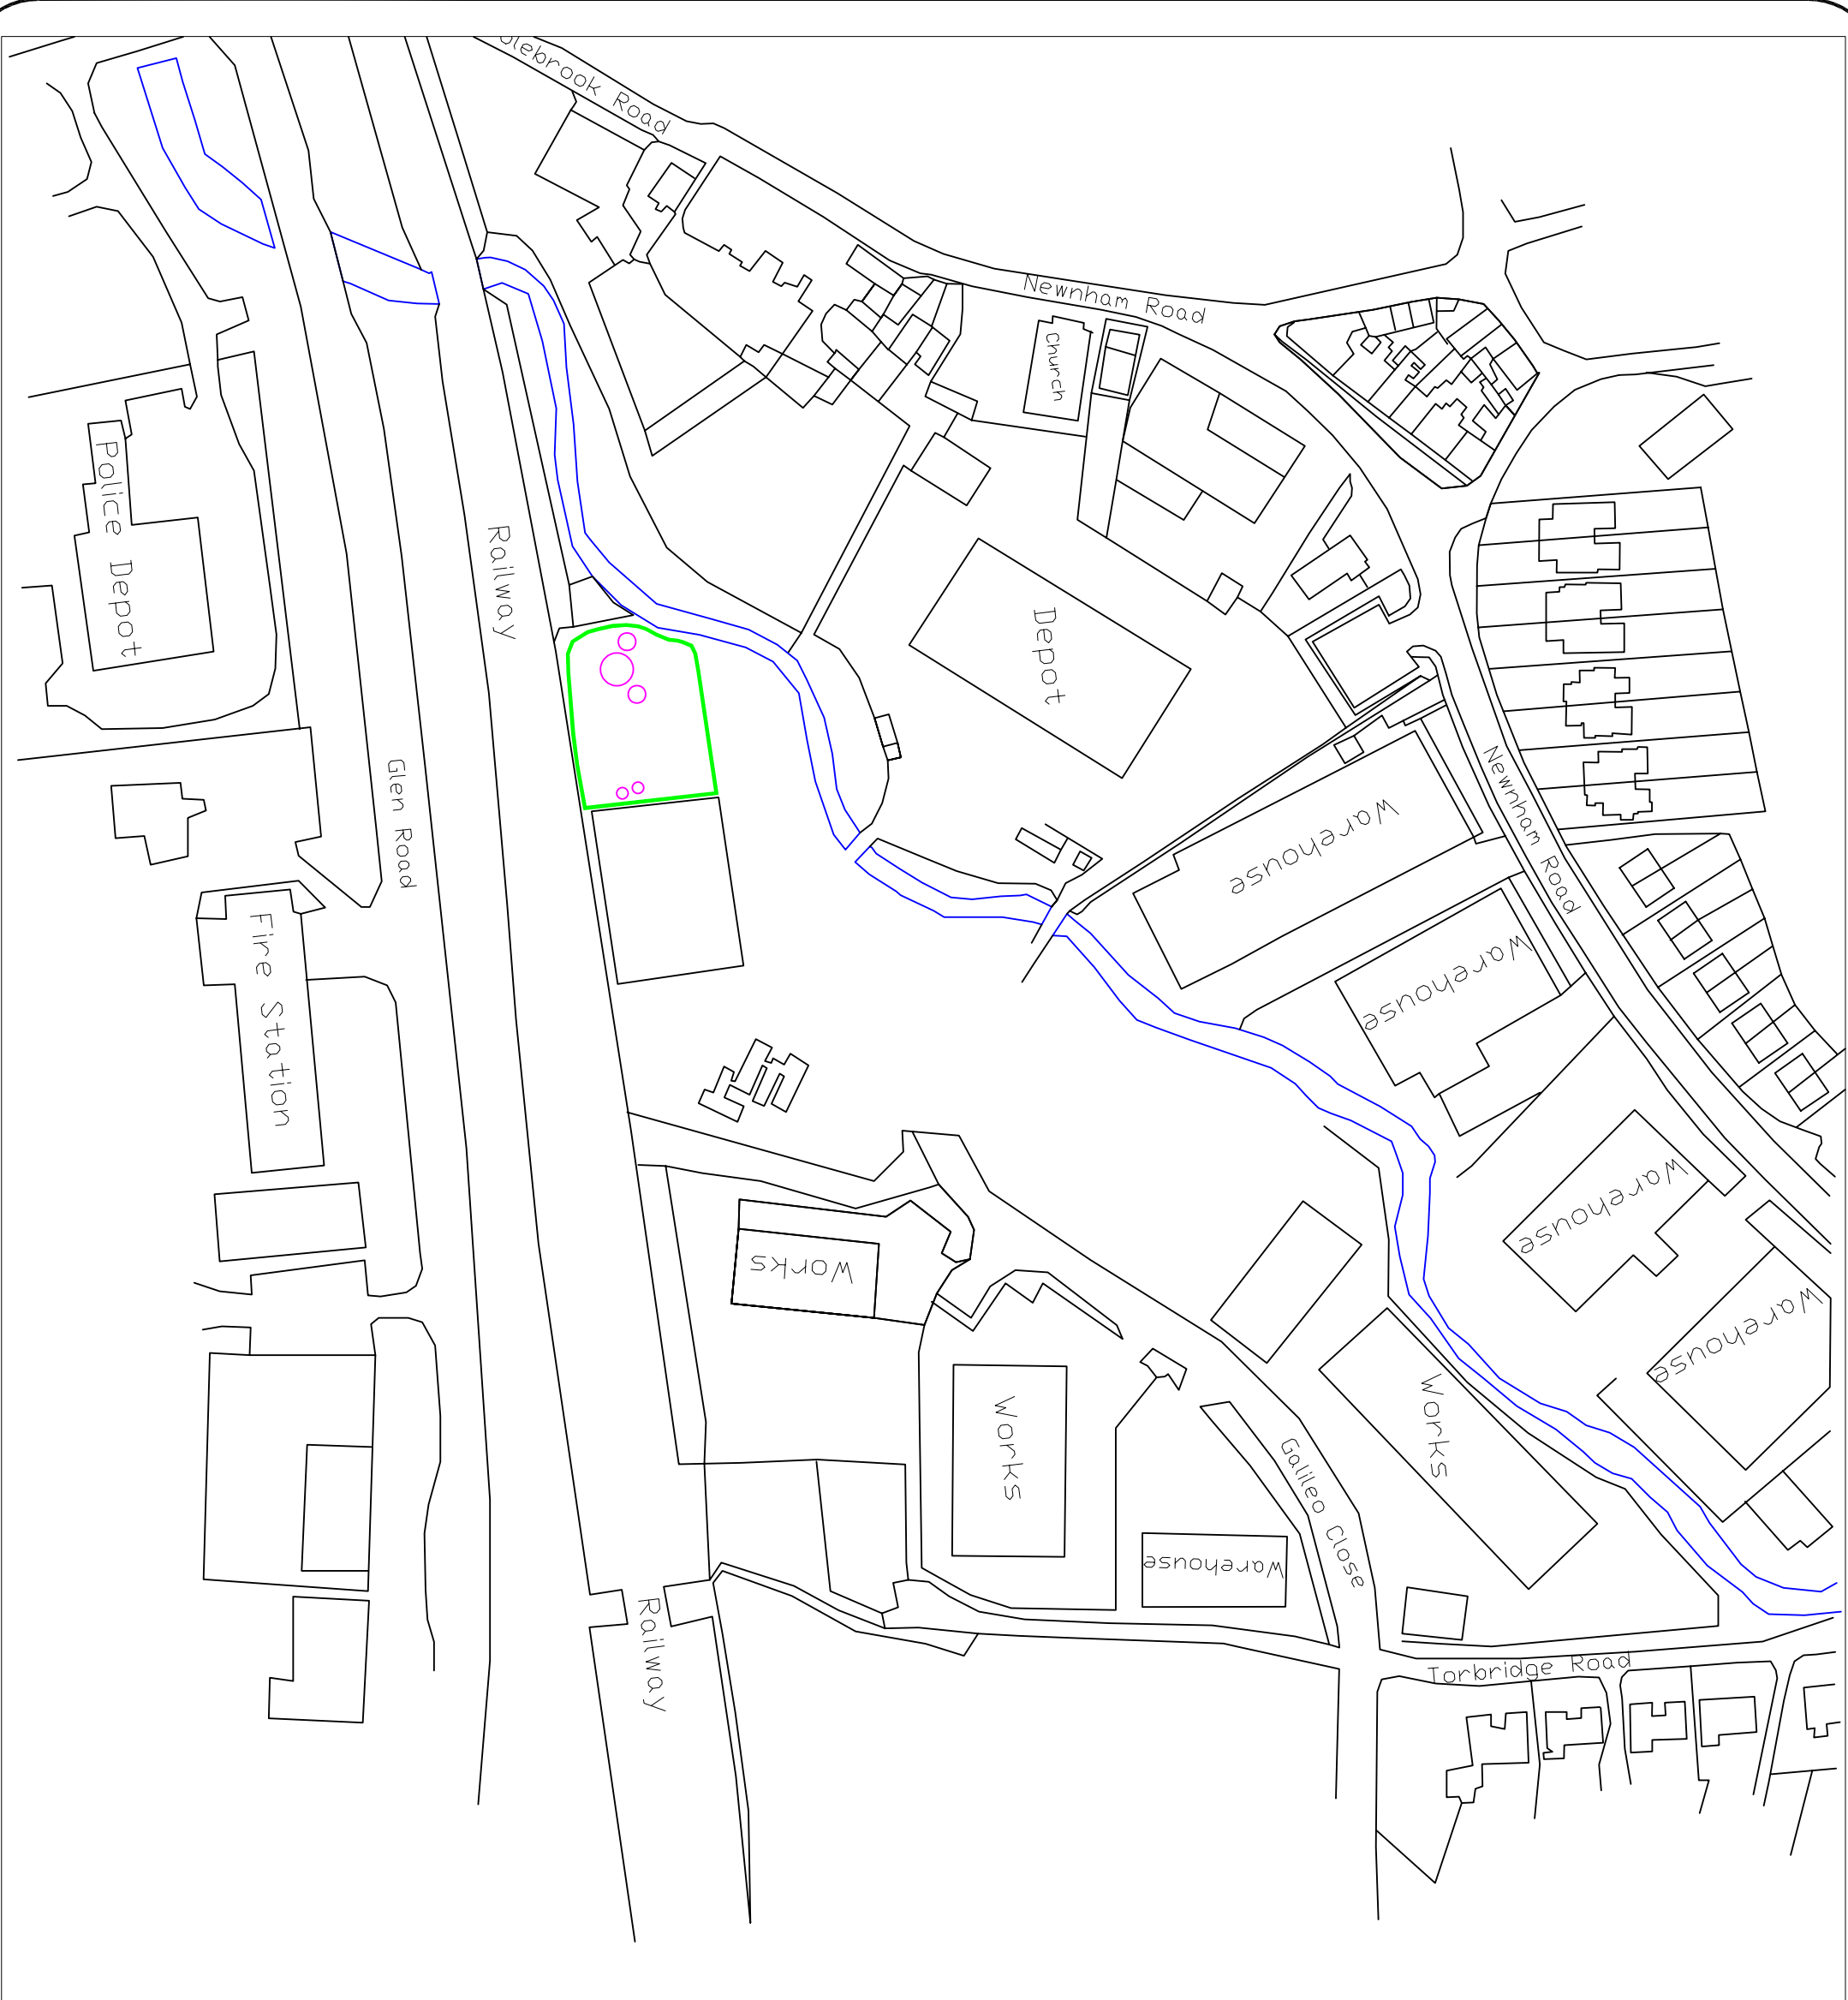 Road
Newnham Road
Church
Police Depot
Railway
Depot
Glen Road
Newnham Road
Warehouse
Fire Station
Warehouse
Warehouse
Works
Warehouse
Works
Works
Galileo Close
Warehouse
Railway
Torbridge Road